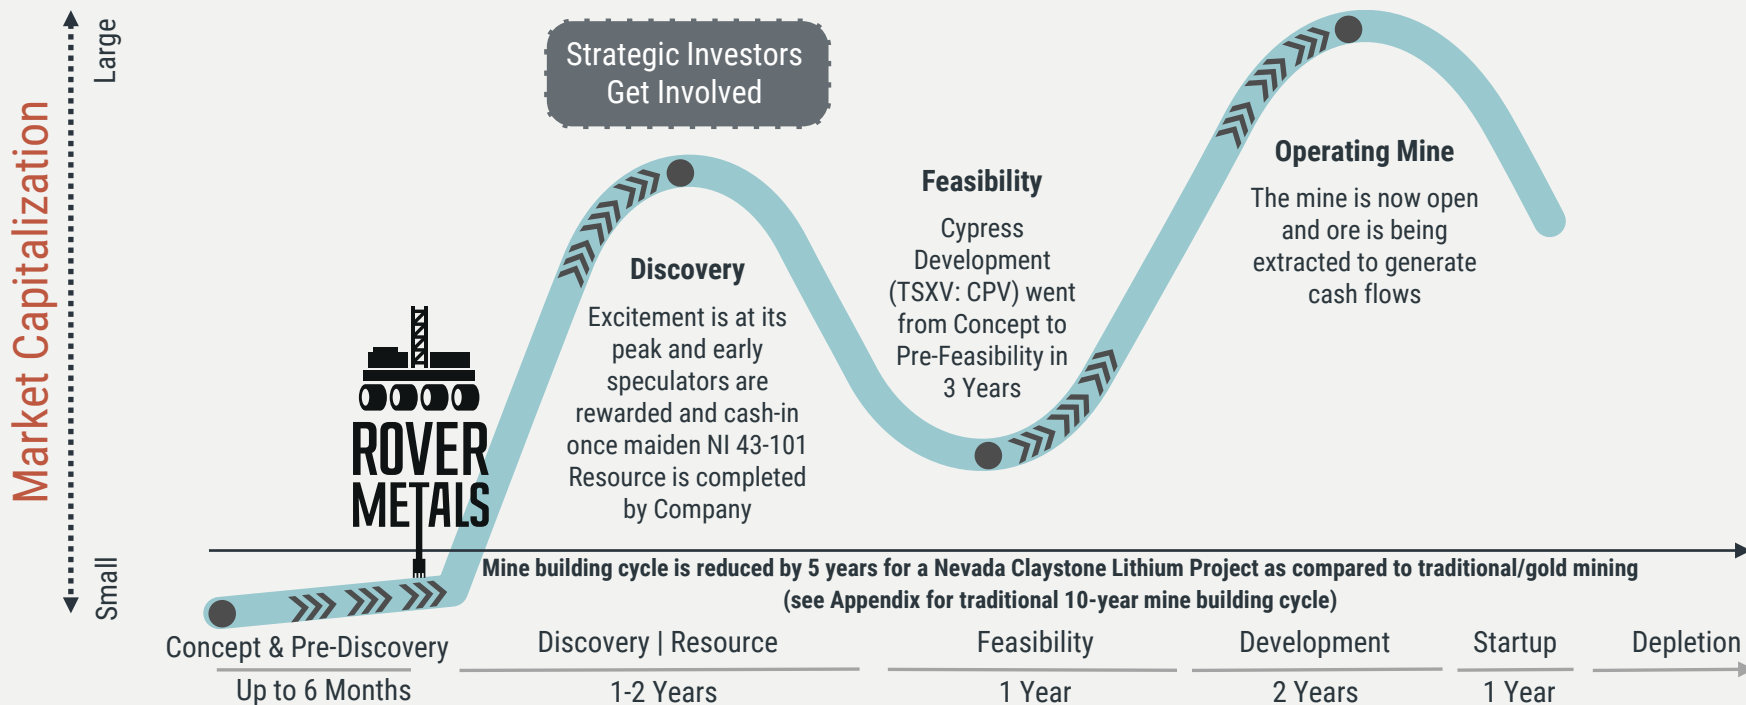 Market Capitalization
Large
Small
Strategic Investors
Get Involved
ROVER
METALS
Discovery
Excitement is at its
peak and early
speculators are
rewarded and cash-in
once maiden NI 43-101
Resource is completed
by Company
Feasibility
Cypress
Development
(TSXV: CPV) went
from Concept to
Pre-Feasibility in
3 Years
Operating Mine
The mine is now open
and ore is being
extracted to generate
cash flows
Mine building cycle is reduced by 5 years for a Nevada Claystone Lithium Project as compared to traditional/gold mining
(see Appendix for traditional 10-year mine building cycle)
Concept & Pre-Discovery
Up to 6 Months
Discovery | Resource
1-2 Years
Feasibility
1 Year
Development
2 Years
Startup
1 Year
Depletion